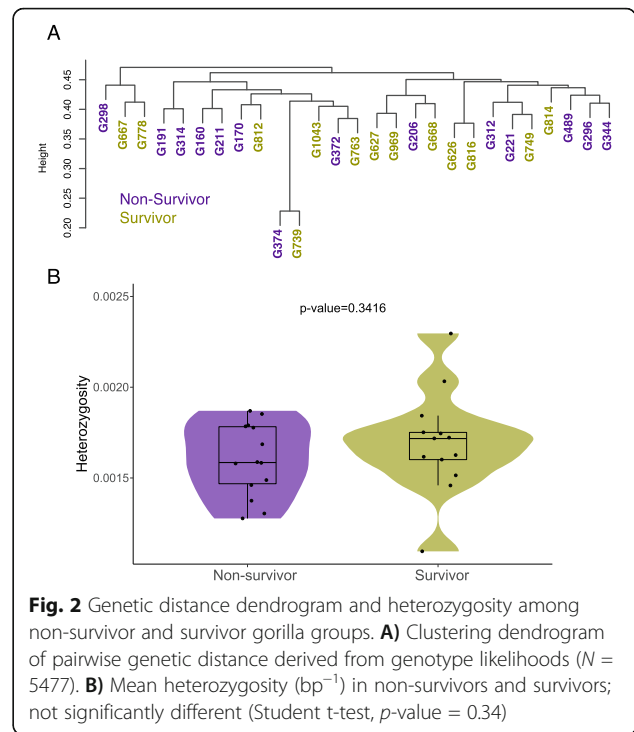 A
Height
0.45
0.40
0.35
0.30
0.25
0.20
G298
G667
G778
G191
G314
G160
G211
G170
G812
G374
G739
G1043
G372
G763
G627
G969
G206
G668
G626
G816
G312
G221
G749
G814
G489
G296
G344
Non-Survivor
Survivor
B
Heterozygosity
0.0025
0.0020
0.0015
p-value=0.3416
Non-survivor
Survivor
Fig. 2 Genetic distance dendrogram and heterozygosity among
non-survivor and survivor gorilla groups. A) Clustering dendrogram
of pairwise genetic distance derived from genotype likelihoods (N =
5477). B) Mean heterozygosity (bp⁻¹) in non-survivors and survivors;
not significantly different (Student t-test, p-value = 0.34)